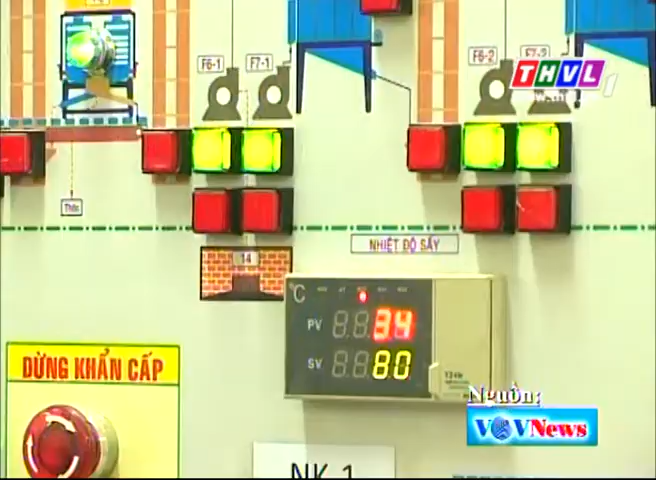 F6-1
F7-1
F6-2
F7-2
THVL1
Thóc
NHIỆT ĐỘ SẤY
14
°C
PV 34
SV 80
DỪNG KHẨN CẤP
NK 1
Nguồn:
VOVNews